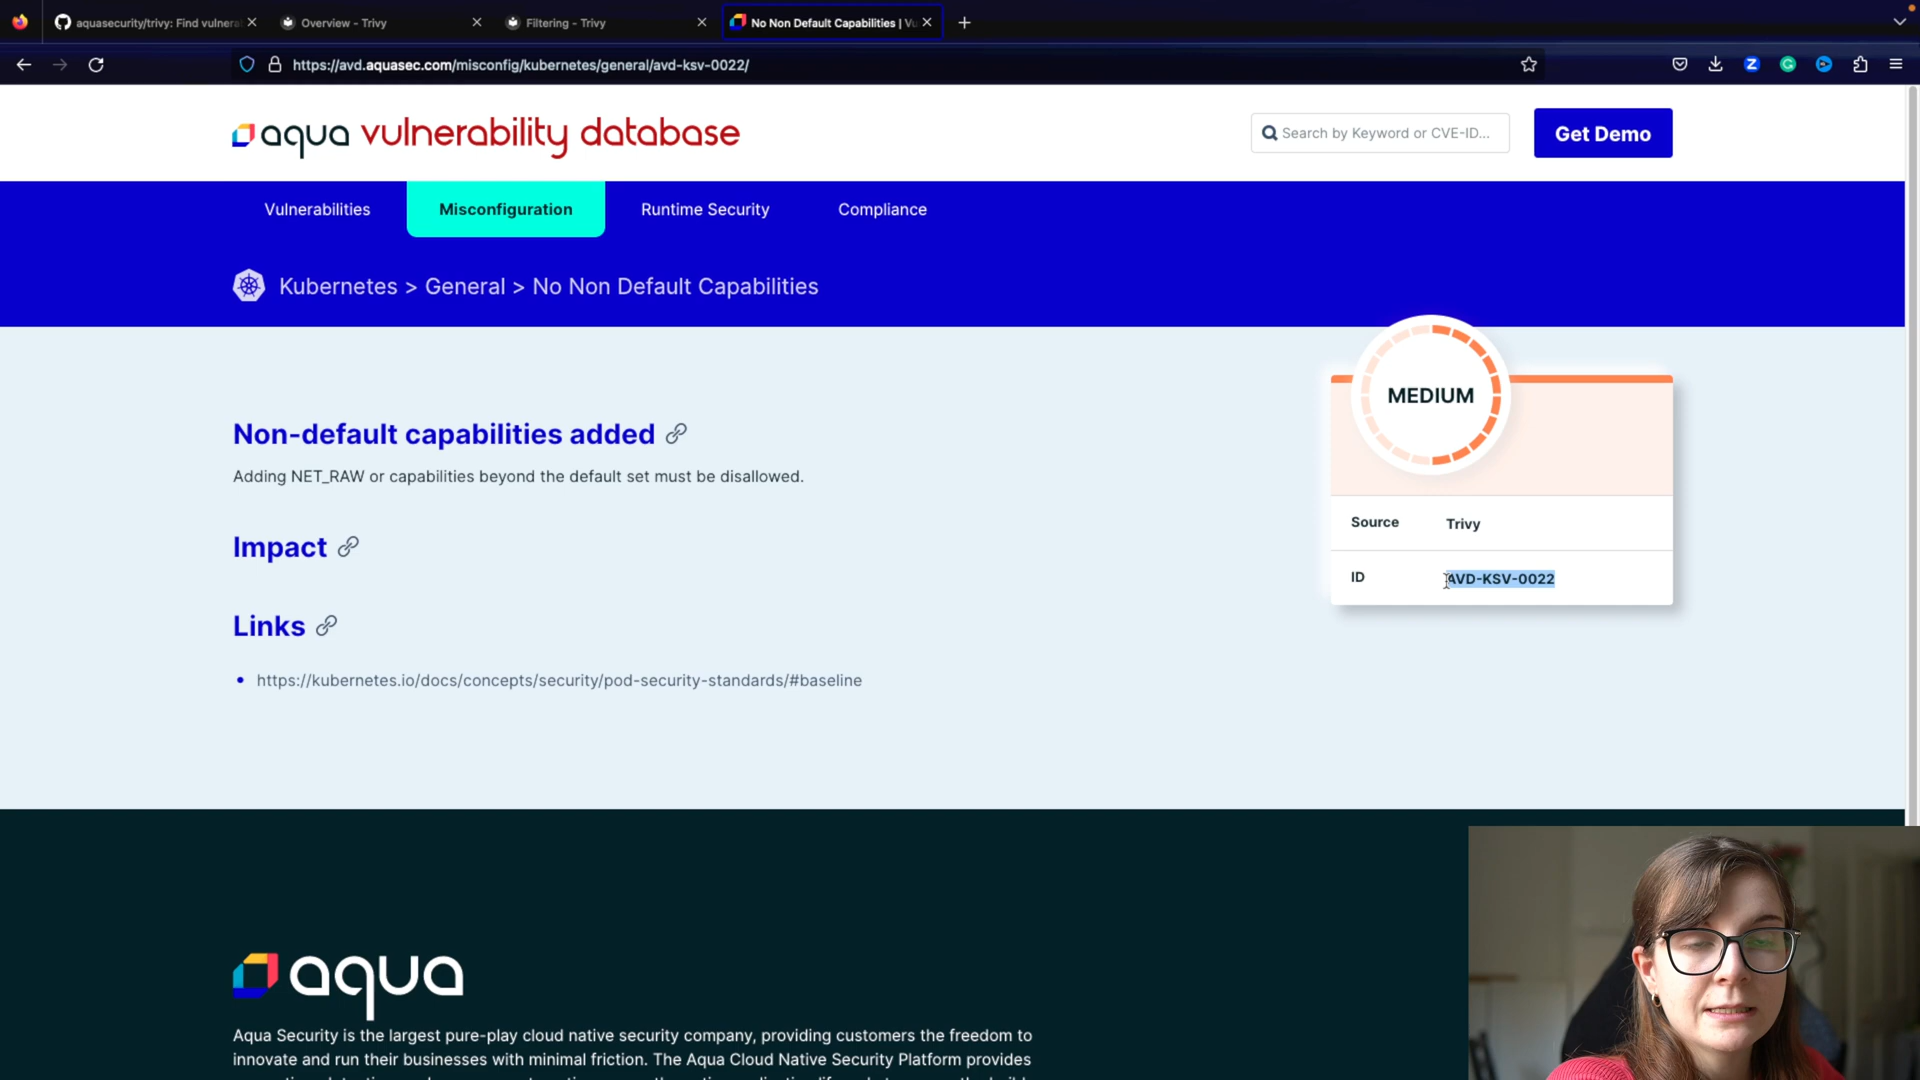 aquasecurity/trivy: Find vulnera
Overview - Trivy
Filtering - Trivy
No Non Default Capabilities | Vu
https://avd.aquasec.com/misconfig/kubernetes/general/avd-ksv-0022/
aqua vulnerability database
Search by Keyword or CVE-ID...
Get Demo
Vulnerabilities
Misconfiguration
Runtime Security
Compliance
Kubernetes > General > No Non Default Capabilities
MEDIUM
Non-default capabilities added
Adding NET_RAW or capabilities beyond the default set must be disallowed.
Source Trivy
Impact
ID AVD-KSV-0022
Links
https://kubernetes.io/docs/concepts/security/pod-security-standards/#baseline
aqua
Aqua Security is the largest pure-play cloud native security company, providing customers the freedom to
innovate and run their businesses with minimal friction. The Aqua Cloud Native Security Platform provides